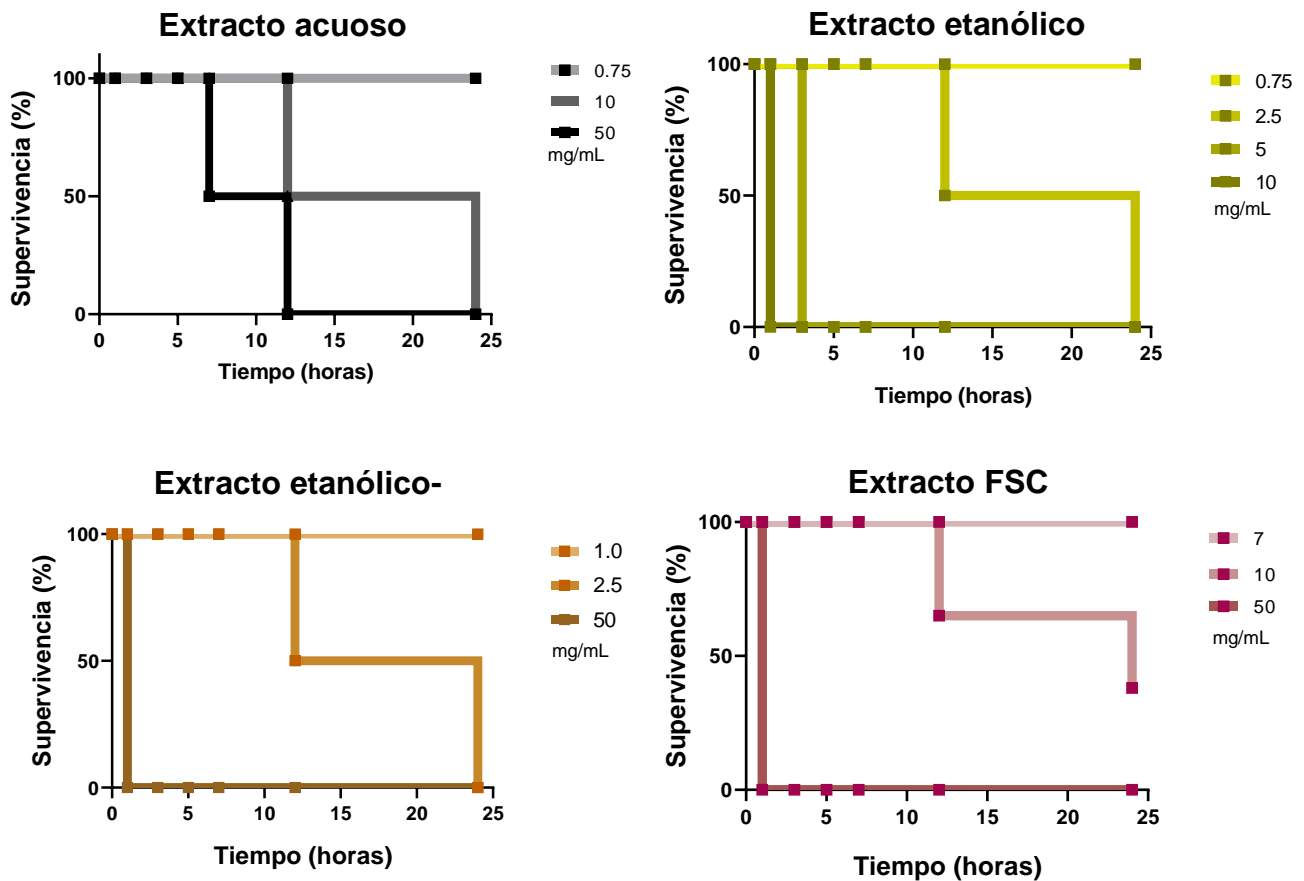 Extracto acuoso
Supervivencia (%)
100
50
0
0 5 10 15 20 25
Tiempo (horas)
0.75
10
50
mg/mL
Extracto etanólico
Supervivencia (%)
100
50
0
0 5 10 15 20 25
Tiempo (horas)
0.75
2.5
5
10
mg/mL
Extracto etanólico-
Supervivencia (%)
100
50
0
0 5 10 15 20 25
Tiempo (horas)
1.0
2.5
50
mg/mL
Extracto FSC
Supervivencia (%)
100
50
0
0 5 10 15 20 25
Tiempo (horas)
7
10
50
mg/mL